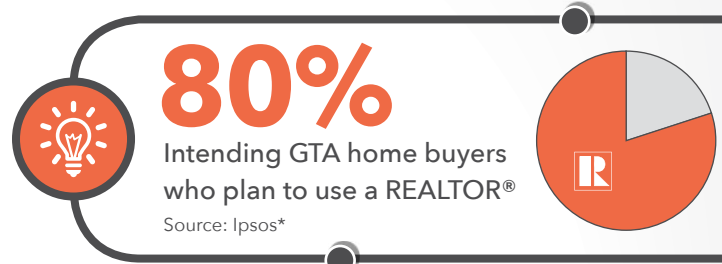 80%
Intending GTA home buyers
who plan to use a REALTOR®
Source: Ipsos*
R